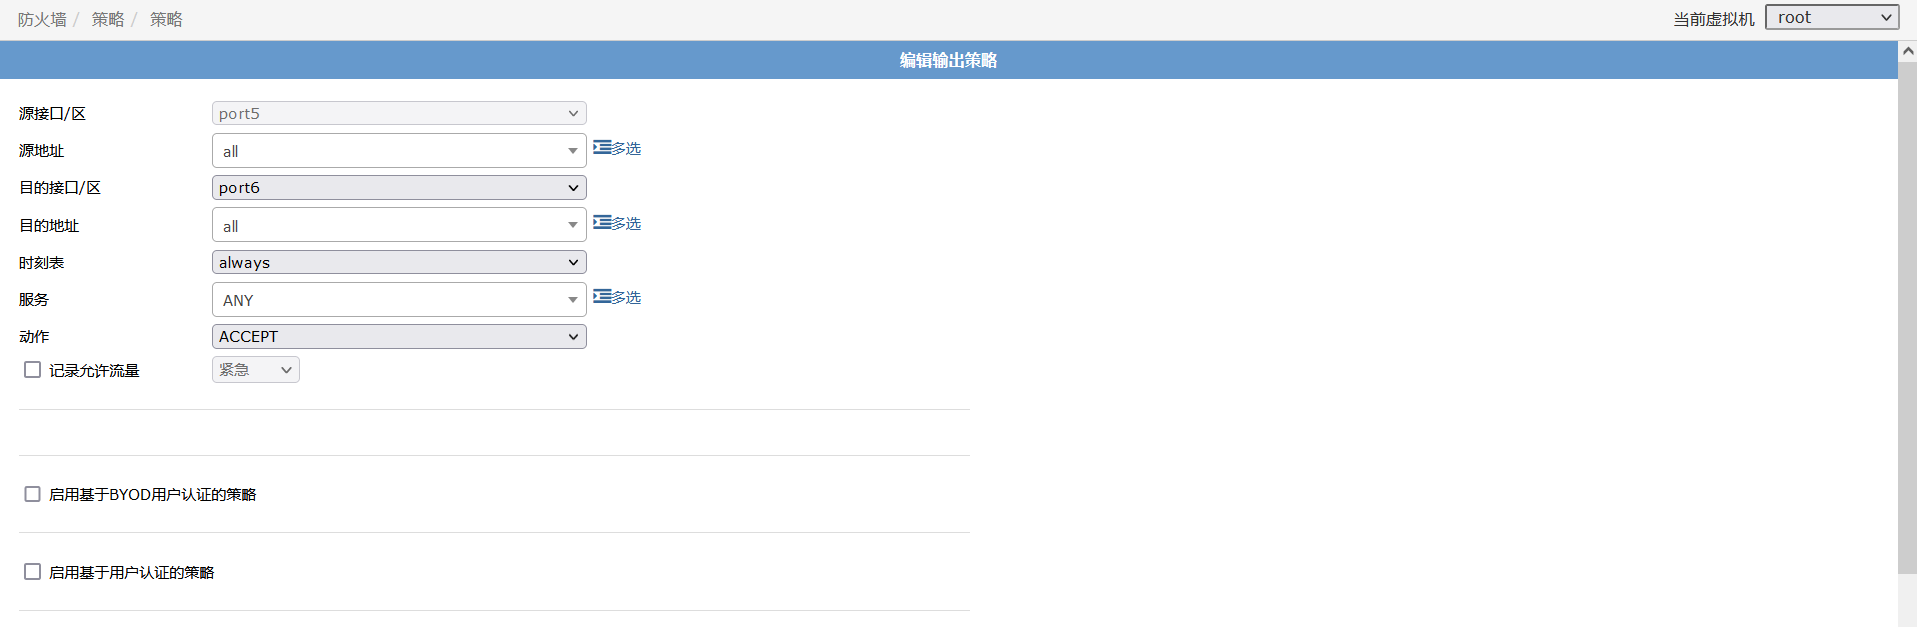 防火墙 / 策略 / 策略
当前虚拟机 root
编辑输出策略
源接口/区 port5
源地址 all 多选
目的接口/区 port6
目的地址 all 多选
时刻表 always
服务 ANY 多选
动作 ACCEPT
记录允许流量 紧急
启用基于BYOD用户认证的策略
启用基于用户认证的策略